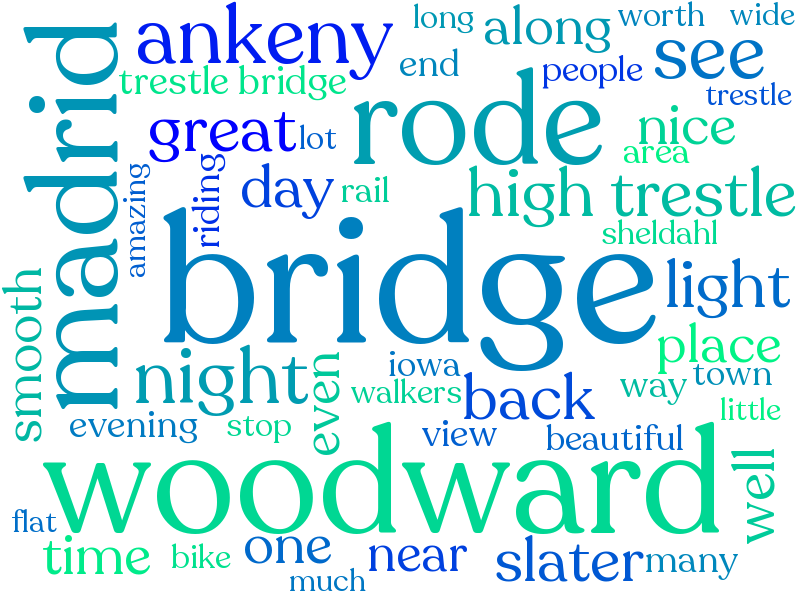 long
along
worth
wide
ankeny
end
people
see
trestle bridge
trestle
madrid
great
lot
rode
nice
area
amazing
riding
day
rail
high trestle
sheldahl
bridge
light
smooth
night
even
iowa
place
walkers
back
way
town
little
evening
stop
view
beautiful
woodward
well
flat
time
bike
one
near
slater
many
much